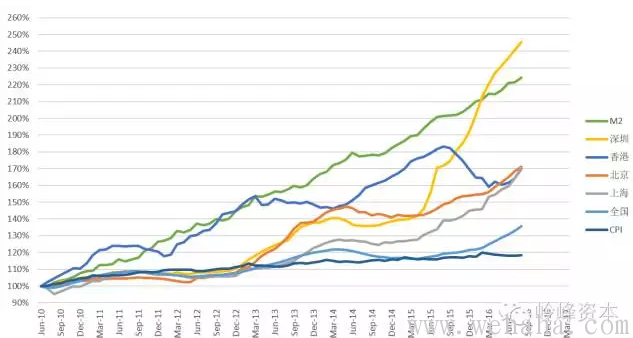 260%
250%
240%
230%
220%
210%
200%
190%
180%
170%
160%
150%
140%
130%
120%
110%
100%
90%
M2
深圳
香港
北京
上海
全国
CPI
Jun-10
Sep-10
Dec-10
Mar-11
Jun-11
Sep-11
Dec-11
Mar-12
Jun-12
Sep-12
Dec-12
Mar-13
Jun-13
Sep-13
Dec-13
Mar-14
Jun-14
Sep-14
Dec-14
Mar-15
Jun-15
Sep-15
Dec-15
Mar-16
Jun-16
资本